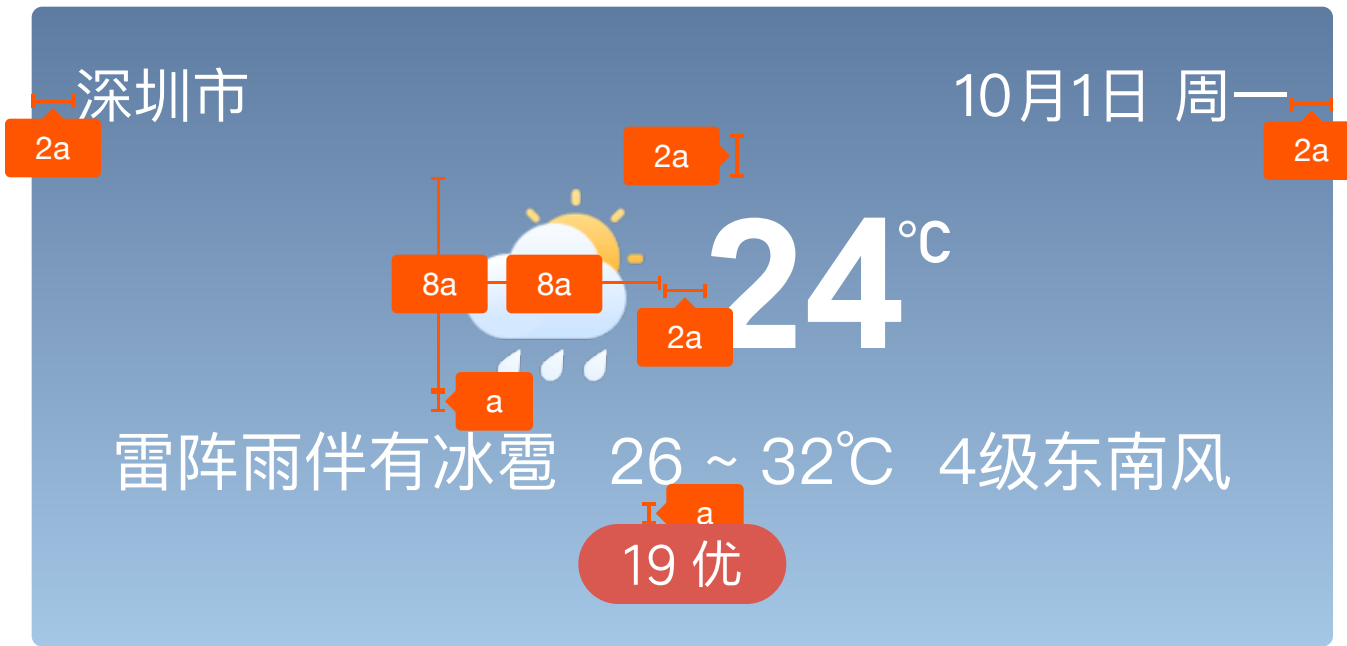 深圳市 10月1日 周一
2a 2a
2a
24℃
8a 8a
2a
a
雷阵雨伴有冰雹 26 ~ 32℃ 4级东南风
a
19 优